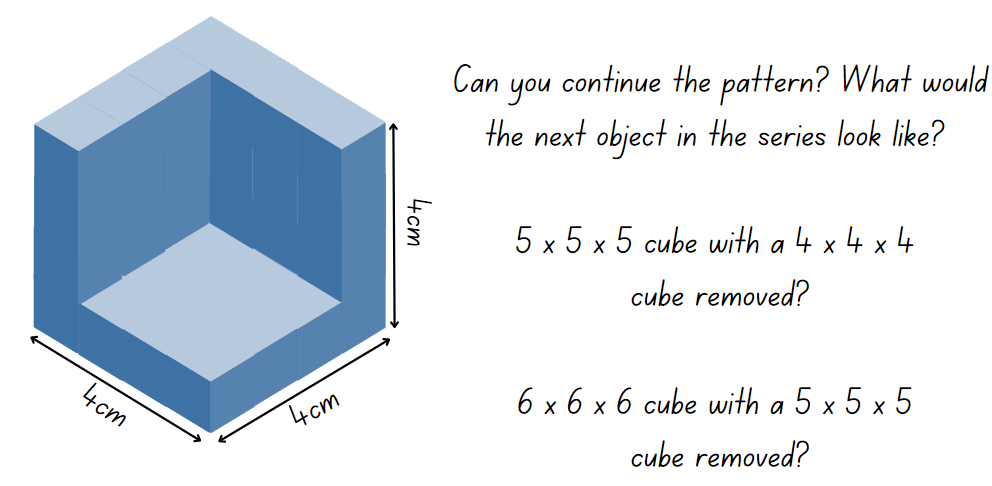 Can you continue the pattern? What would
the next object in the series look like?
4cm
5 x 5 x 5 cube with a 4 x 4 x 4
cube removed?
4cm
4cm
6 x 6 x 6 cube with a 5 x 5 x 5
cube removed?